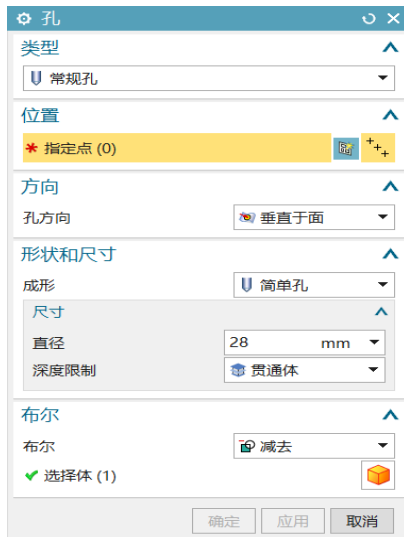 孔
类型
常规孔
位置
* 指定点 (0)
方向
孔方向 垂直于面
形状和尺寸
成形 简单孔
尺寸
直径 28 mm
深度限制 贯通体
布尔
布尔 减去
选择体 (1)
确定 应用 取消